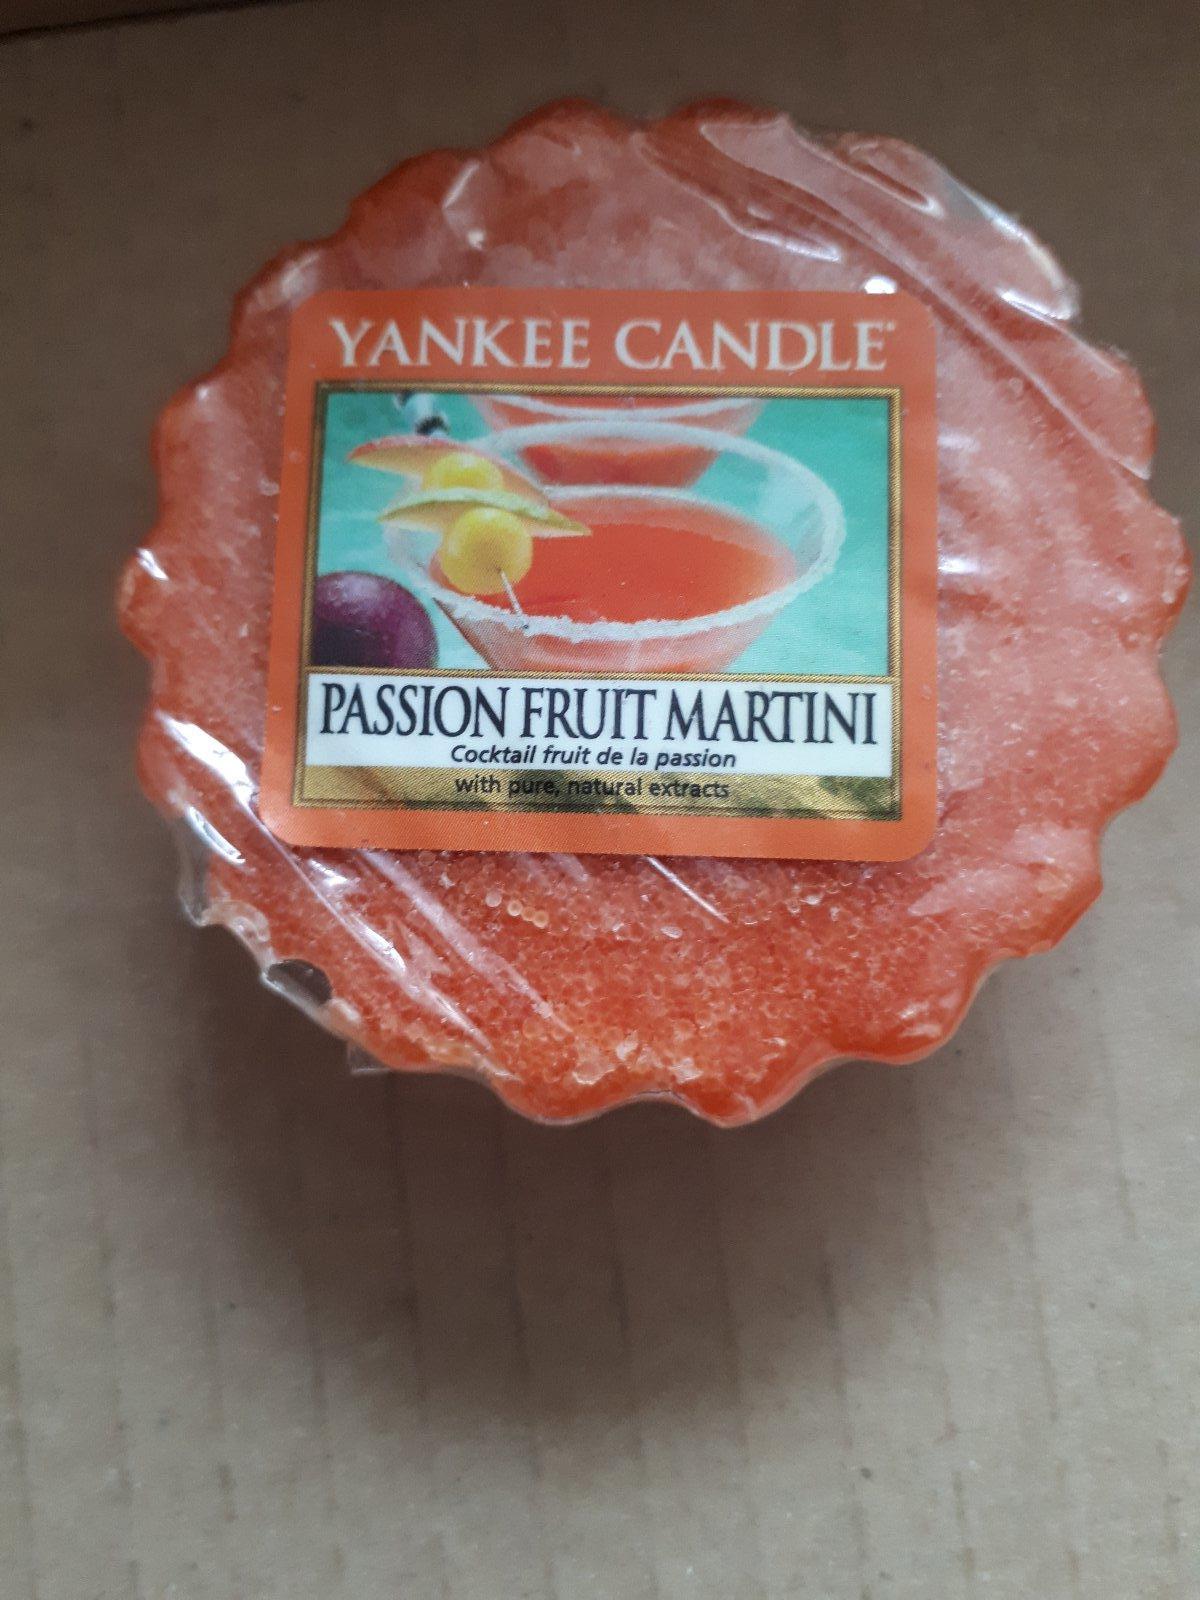 YANKEE CANDLE®
PASSION FRUIT MARTINI
Cocktail fruit de la passion
with pure, natural extracts